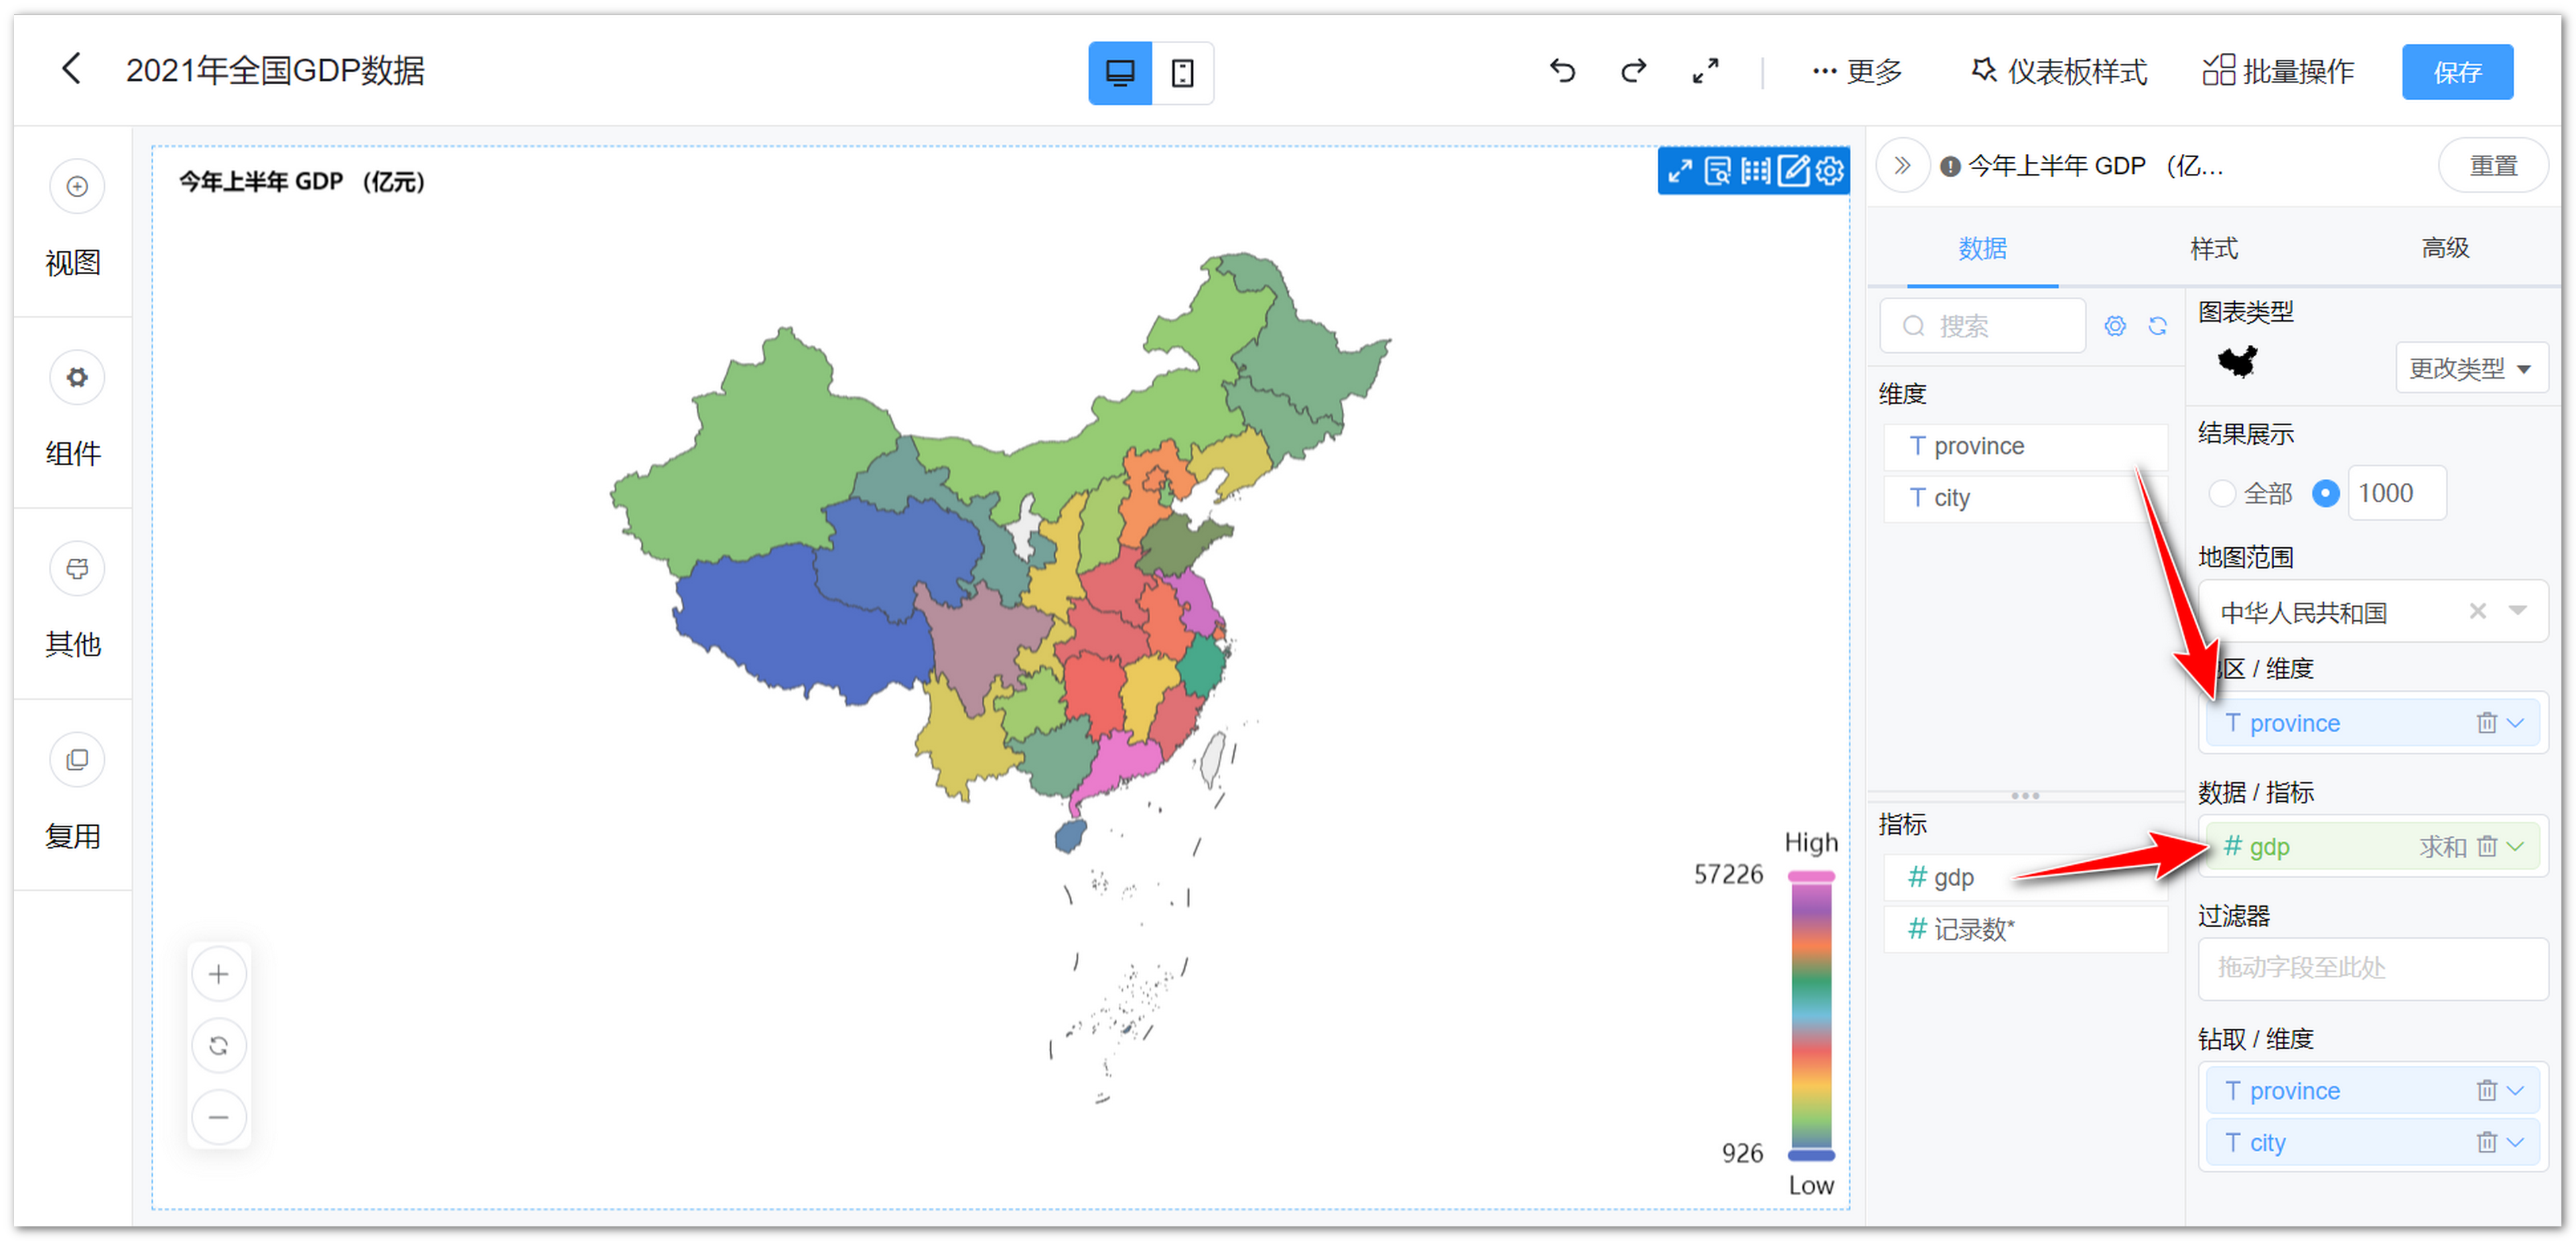 2021年全国GDP数据
更多
仪表板样式
批量操作
保存
视图
组件
其他
复用
今年上半年 GDP （亿元）
High
57226
926
Low
今年上半年 GDP （亿...
重置
数据
样式
高级
搜索
维度
T province
T city
指标
# gdp
# 记录数*
图表类型
更改类型
结果展示
全部
1000
地图范围
中华人民共和国
区 / 维度
T province
数据 / 指标
# gdp 求和
过滤器
拖动字段至此处
钻取 / 维度
T province
T city